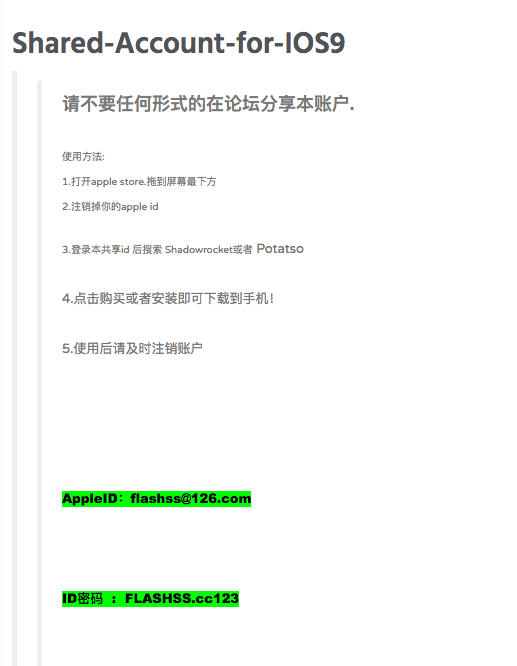 Shared-Account-for-IOS9
请不要任何形式的在论坛分享本账户.
使用方法:
1.打开apple store.拖到屏幕最下方
2.注销掉你的apple id
3.登录本共享id 后搜索 Shadowrocket或者 Potatso
4.点击购买或者安装即可下载到手机！
5.使用后请及时注销账户
AppleID：flashss@126.com
ID密码 ：FLASHSS.cc123